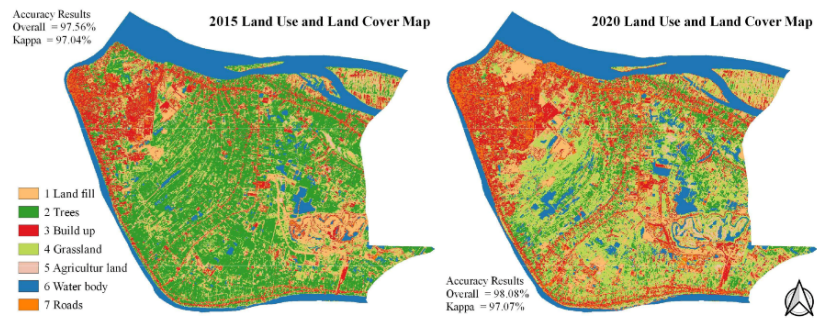 Accuracy Results
Overall = 97.56%
Kappa = 97.04%
2015 Land Use and Land Cover Map
2020 Land Use and Land Cover Map
1 Land fill
2 Trees
3 Build up
4 Grassland
5 Agricultur land
6 Water body
7 Roads
Accuracy Results
Overall = 98.08%
Kappa = 97.07%